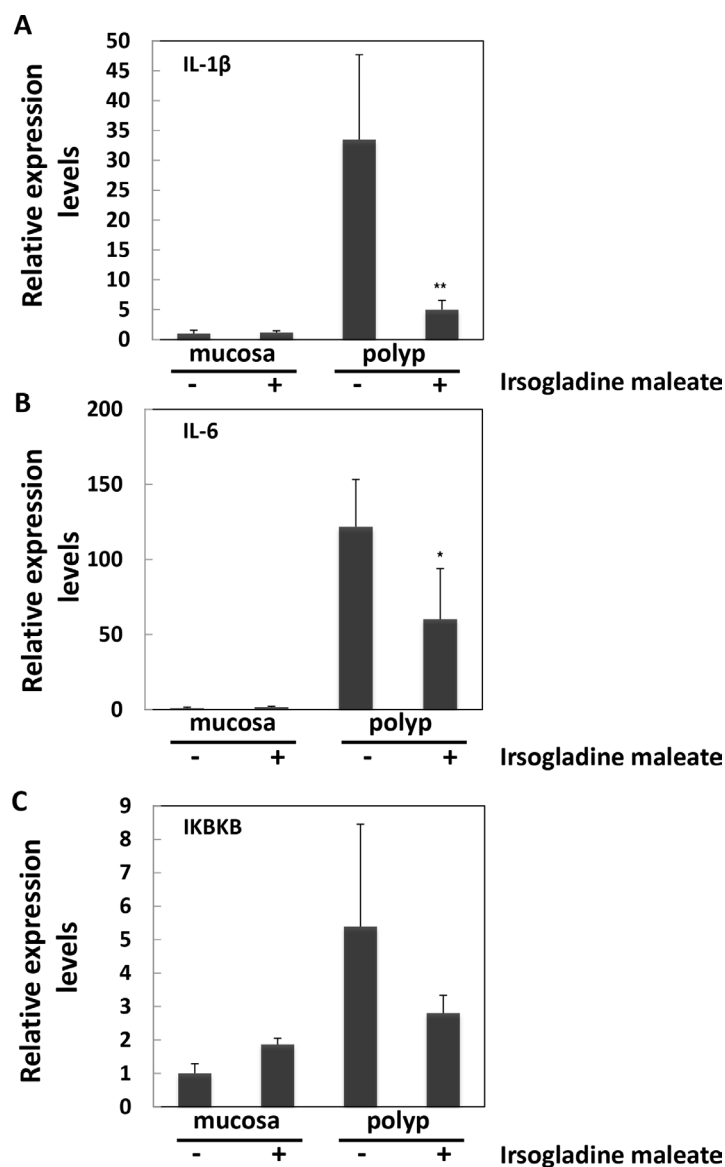 A
50
45
40
35
30
25
20
15
10
5
0
Relative expression
levels
IL-1β
**
mucosa polyp
- + - + Irsogladine maleate
B
200
150
100
50
0
Relative expression
levels
IL-6
*
mucosa polyp
- + - + Irsogladine maleate
C
9
8
7
6
5
4
3
2
1
0
Relative expression
levels
IKBKB
mucosa polyp
- + - + Irsogladine maleate